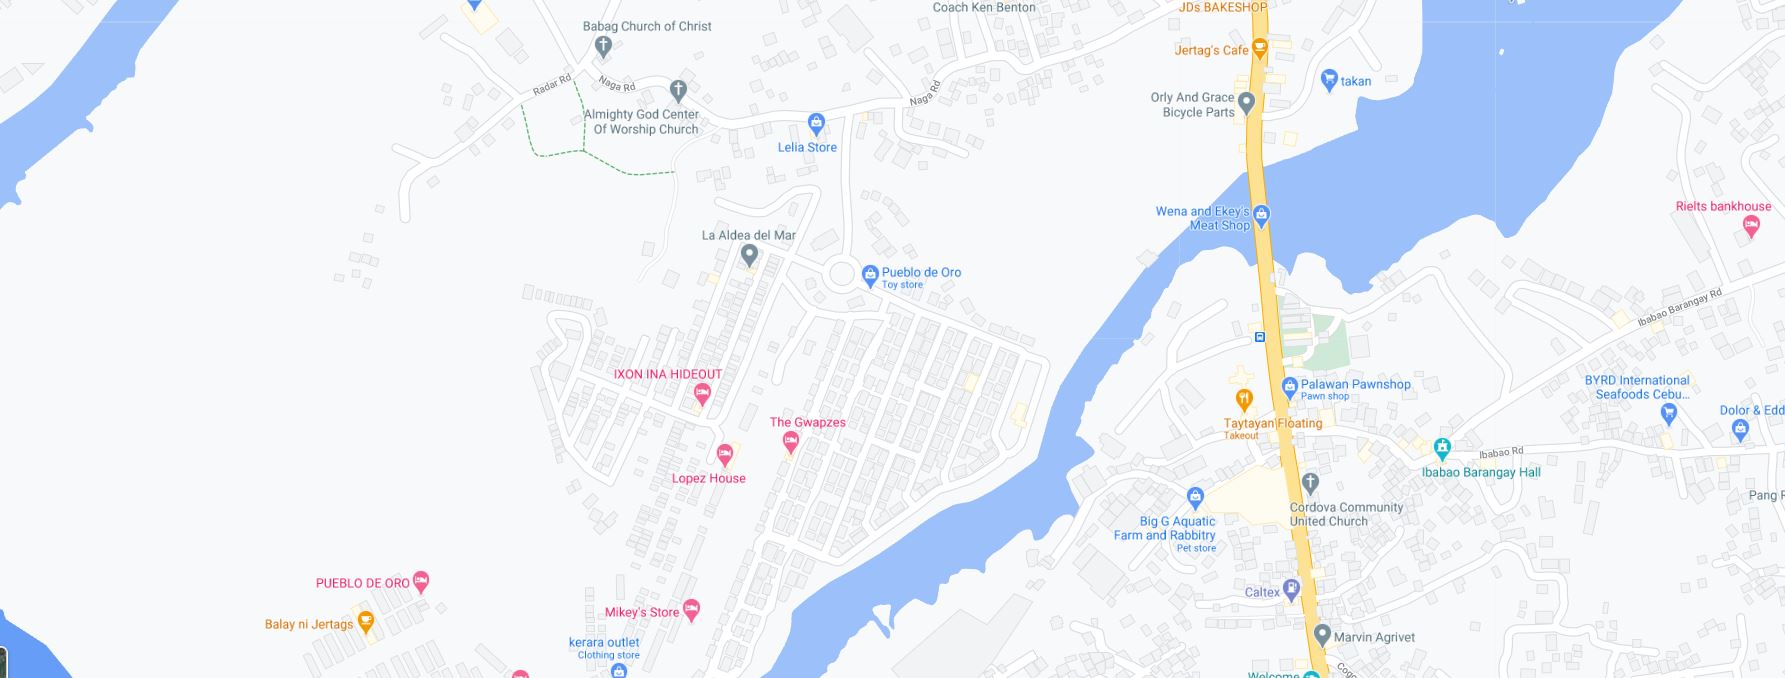 Coach Ken Benton
JDs BAKESHOP
Babag Church of Christ
Jertag's Cafe
Radar Rd
Naga Rd
takan
Naga Rd
Orly And Grace
Bicycle Parts
Almighty God Center
Of Worship Church
Lelia Store
Rielts bankhouse
Wena and Ekey's
Meat Shop
La Aldea del Mar
Pueblo de Oro
Toy store
Ibabao Barangay Rd
IXON INA HIDEOUT
Palawan Pawnshop
Pawn shop
BYRD International
Seafoods Cebu...
Dolor & Edd
The Gwapzes
Taytayan Floating
Takeout
Ibabao Rd
Lopez House
Ibabao Barangay Hall
Pang
Cordova Community
United Church
Big G Aquatic
Farm and Rabbitry
Pet store
PUEBLO DE ORO
Caltex
Mikey's Store
Balay ni Jertags
Marvin Agrivet
kerara outlet
Clothing store
Welcome